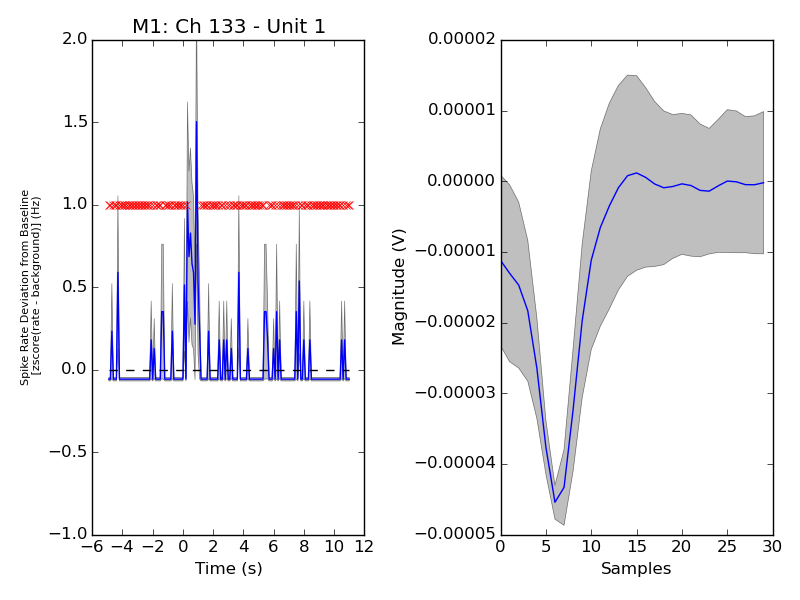 M1: Ch 133 - Unit 1
2.0
1.5
1.0
0.5
0.0
−0.5
−1.0
−6 −4 −2 0 2 4 6 8 10 12
Time (s)
Spike Rate Deviation from Baseline
[zscore(rate - background)] (Hz)
0.00002
0.00001
0.00000
−0.00001
−0.00002
−0.00003
−0.00004
−0.00005
0 5 10 15 20 25 30
Samples
Magnitude (V)